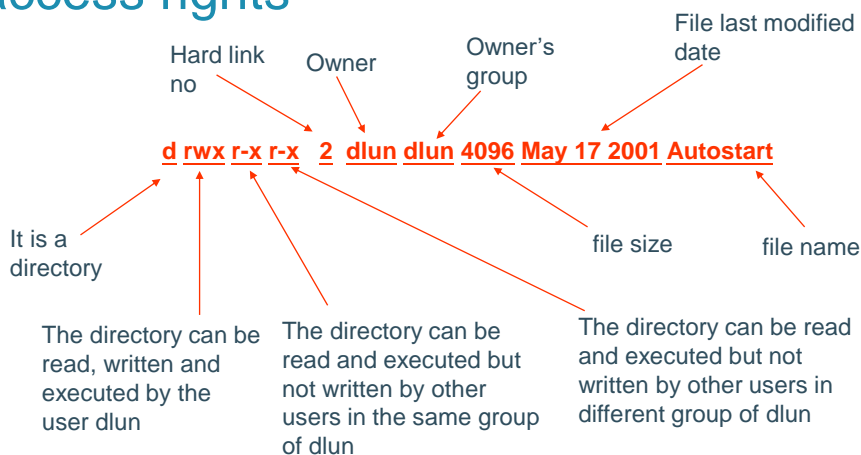 access rights
Hard link
no
Owner
Owner's
group
File last modified
date
d rwx r-x r-x 2 dlun dlun 4096 May 17 2001 Autostart
It is a
directory
file size
file name
The directory can be
read, written and
executed by the
user dlun
The directory can be
read and executed but
not written by other
users in the same group
of dlun
The directory can be read
and executed but not
written by other users in
different group of dlun